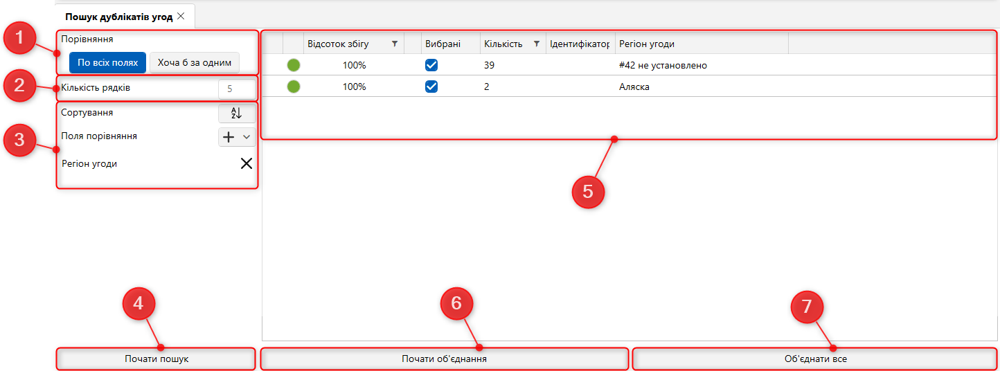 Пошук дублікатів угод
1
Порівняння
По всіх полях Хоча б за одним
2
Кількість рядків 5
3
Сортування
Поля порівняння
Регіон угоди
Відсоток збігу Вибрані Кількість Ідентифікатор Регіон угоди
100% 39 #42 не установлено
100% 2 Аляска
5
4
6
7
Почати пошук Почати об'єднання Об'єднати все